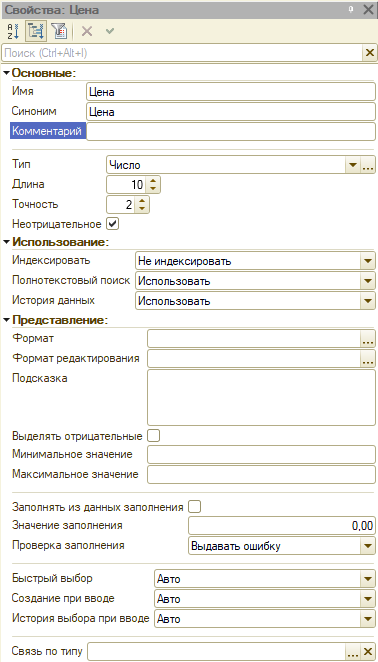 Свойства: Цена
Поиск (Ctrl+Alt+I)
Основные:
Имя Цена
Синоним Цена
Комментарий
Тип Число
Длина 10
Точность 2
Неотрицательное
Использование:
Индексировать Не индексировать
Полнотекстовый поиск Использовать
История данных Использовать
Представление:
Формат
Формат редактирования
Подсказка
Выделять отрицательные
Минимальное значение
Максимальное значение
Заполнять из данных заполнения
Значение заполнения 0,00
Проверка заполнения Выдавать ошибку
Быстрый выбор Авто
Создание при вводе Авто
История выбора при вводе Авто
Связь по типу